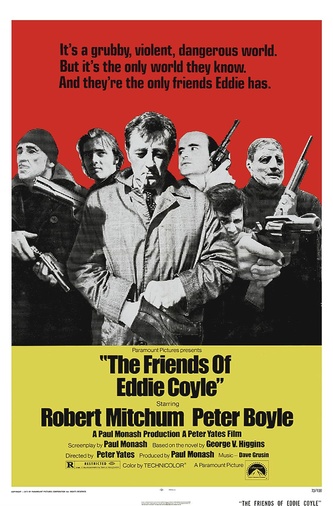 It's a grubby, violent, dangerous world.
But it's the only world they know.
And they're the only friends Eddie has.
Paramount Pictures presents
"The Friends Of
Eddie Coyle"
Starring
Robert Mitchum Peter Boyle
A Paul Monash Production A Peter Yates Film
Screenplay by Paul Monash Based on the novel by George V. Higgins
Directed by Peter Yates Produced by Paul Monash Music- Dave Grusin
R RESTRICTED Color by TECHNICOLOR® A Paramount Picture
"THE FRIENDS OF EDDIE COYLE"